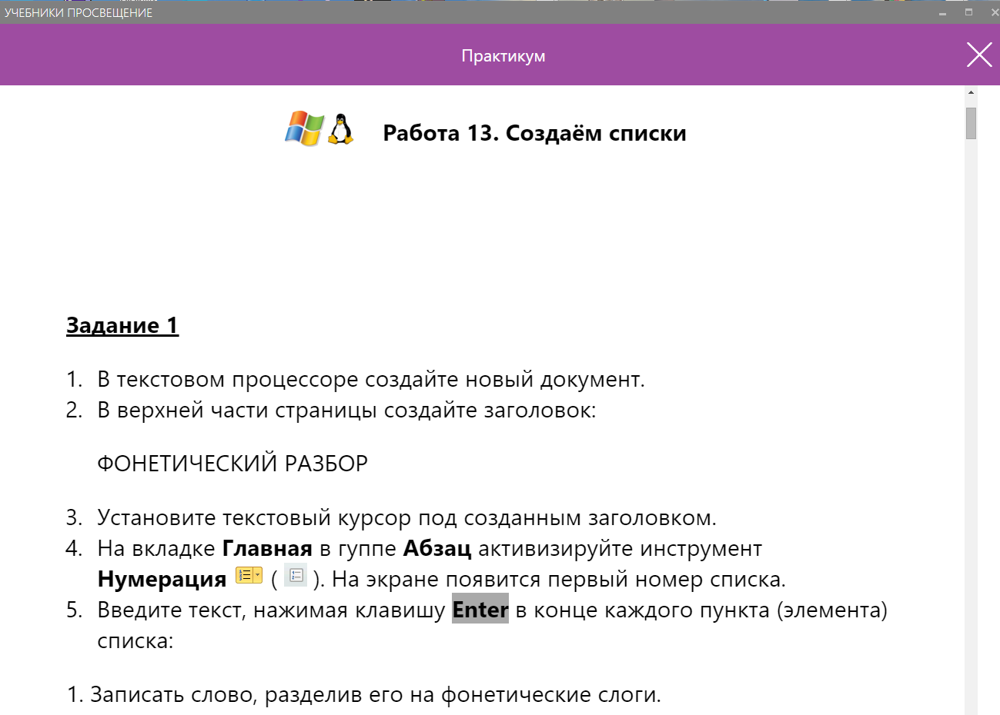 УЧЕБНИКИ ПРОСВЕЩЕНИЕ
Практикум
Работа 13. Создаём списки
Задание 1
1. В текстовом процессоре создайте новый документ.
2. В верхней части страницы создайте заголовок:
ФОНЕТИЧЕСКИЙ РАЗБОР
3. Установите текстовый курсор под созданным заголовком.
4. На вкладке Главная в гуппе Абзац активизируйте инструмент
Нумерация ( ). На экране появится первый номер списка.
5. Введите текст, нажимая клавишу Enter в конце каждого пункта (элемента)
списка:
1. Записать слово, разделив его на фонетические слоги.